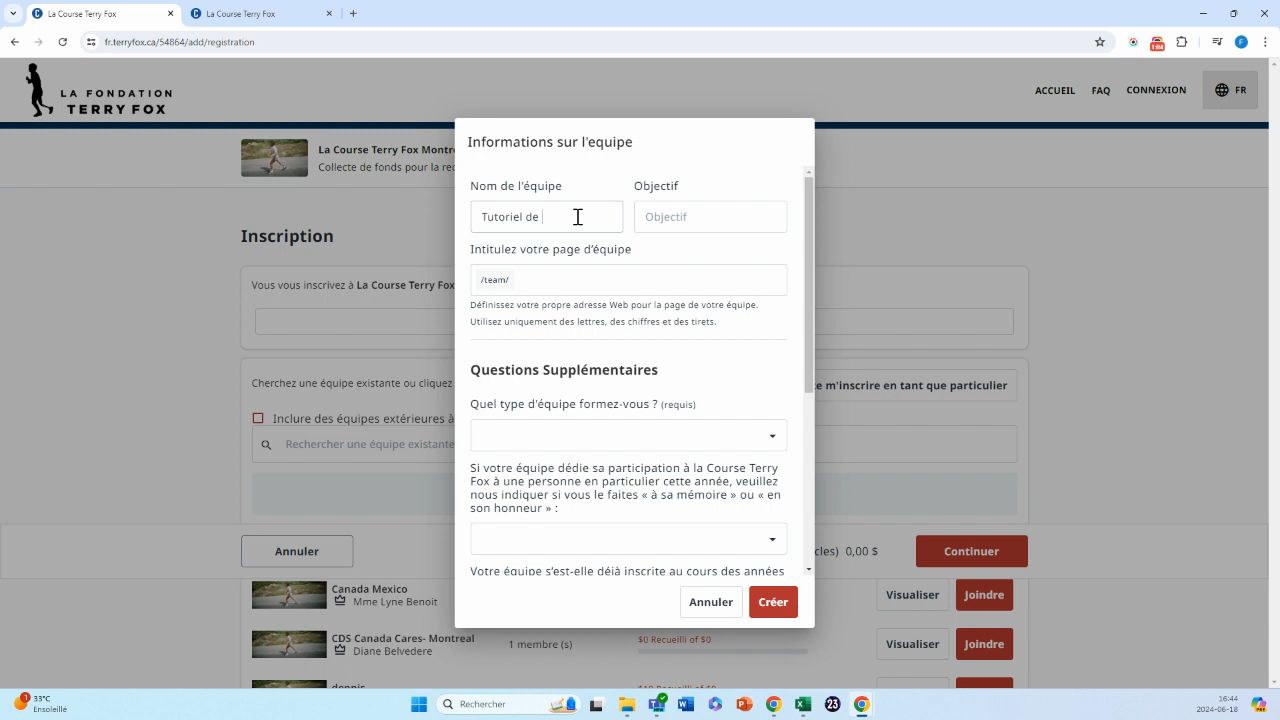 La Course Terry Fox
La Course Terry Fox
fr.terryfox.ca/54864/add/registration
1:04
F
LA FONDATION
TERRY FOX
ACCUEIL
FAQ
CONNEXION
FR
La Course Terry Fox Montre
Collecte de fonds pour la re
Inscription
Vous vous inscrivez à La Course Terry Fox
Cherchez une équipe existante ou cliquez
e m'inscrire en tant que particulier
Inclure des équipes extérieures à
Rechercher une équipe existante
Informations sur l'equipe
Nom de l'équipe
Objectif
Tutoriel de
Objectif
Intitulez votre page d'équipe
/team/
Définissez votre propre adresse Web pour la page de votre équipe.
Utilisez uniquement des lettres, des chiffres et des tirets.
Questions Supplémentaires
Quel type d'équipe formez-vous ? (requis)
Si votre équipe dédie sa participation à la Course Terry
Fox à une personne en particulier cette année, veuillez
nous indiquer si vous le faites « à sa mémoire » ou « en
son honneur » :
Votre équipe s'est-elle déjà inscrite au cours des années
Annuler
Créer
Annuler
cles) 0,00 $
Continuer
Canada Mexico
Mme Lyne Benoit
Visualiser
Joindre
CDS Canada Cares- Montreal
Diane Belvedere
1 membre (s)
$0 Recueilli of $0
Visualiser
Joindre
1
33°C
Ensoleillé
Rechercher
23
16:44
2024-06-18